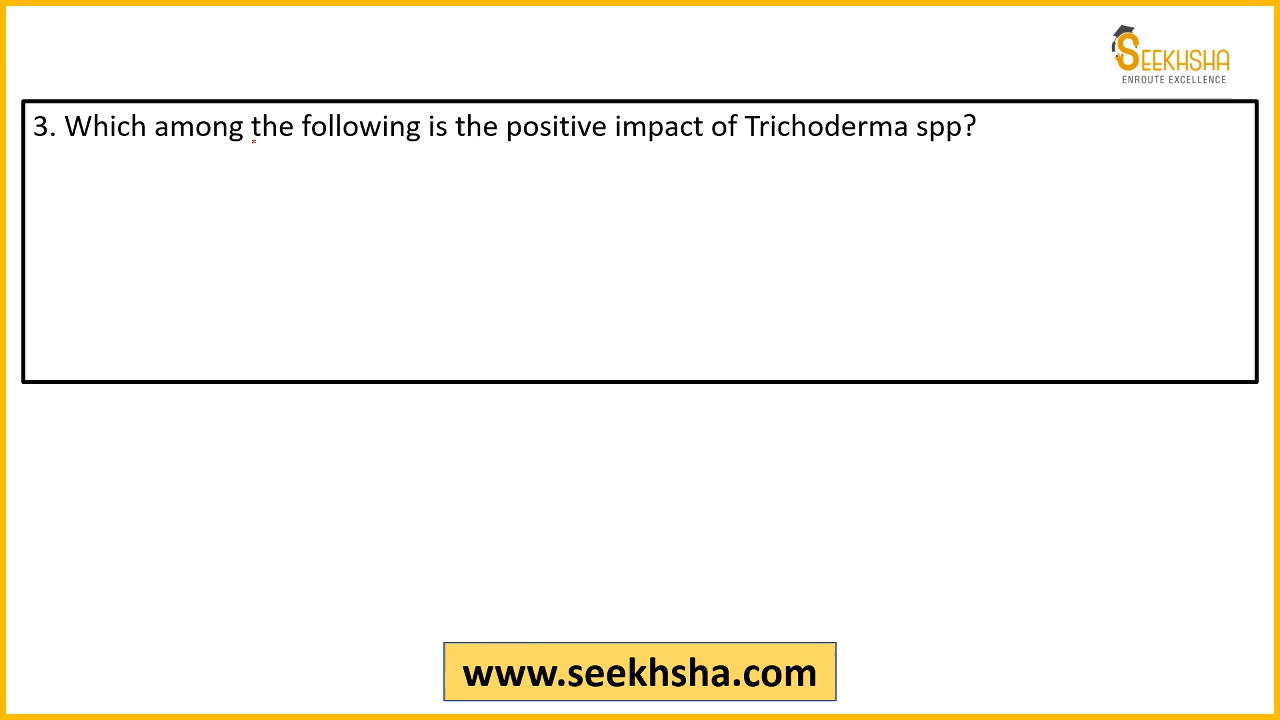 SEEKHSHA
ENROUTE EXCELLENCE
3. Which among the following is the positive impact of Trichoderma spp?
www.seekhsha.com